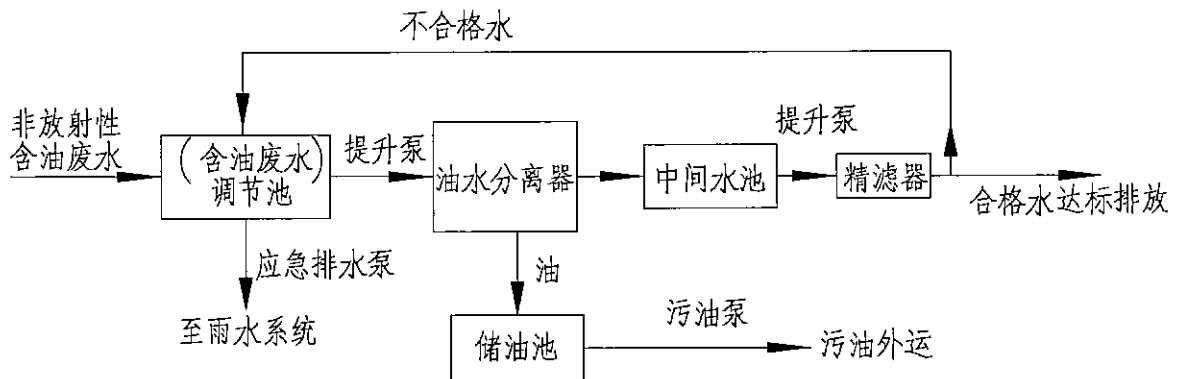 不合格水
非放射性
含油废水
(含油废水)
调节池
提升泵
油水分离器
中间水池
提升泵
精滤器
合格水达标排放
应急排水泵
至雨水系统
油
储油池
污油泵
污油外运